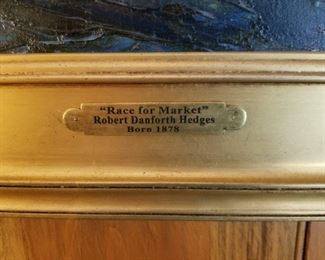 "Race for Market"
Robert Danforth Hedges
Born 1878